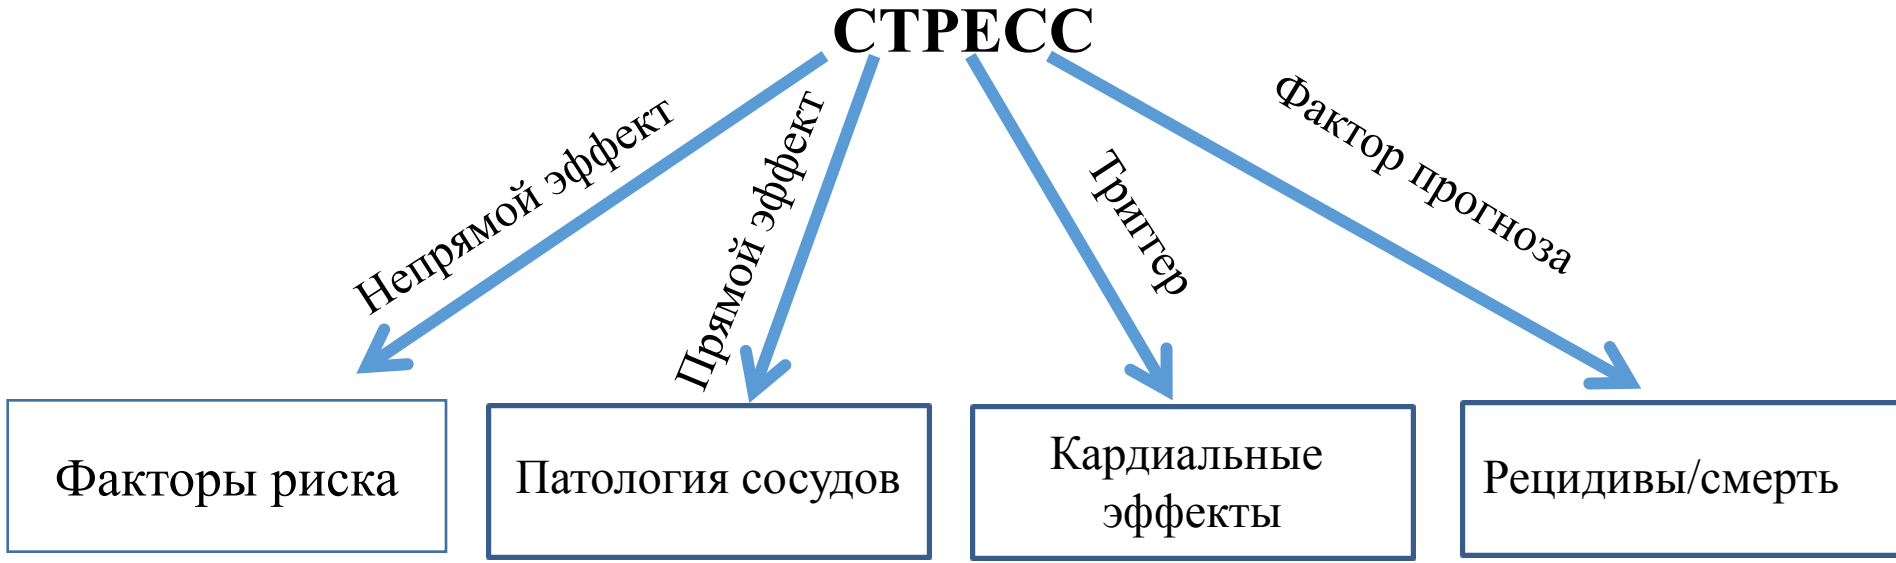 СТРЕСС
Непрямой эффект
Прямой эффект
Триггер
Фактор прогноза
Факторы риска
Патология сосудов
Кардиальные
эффекты
Рецидивы/смерть